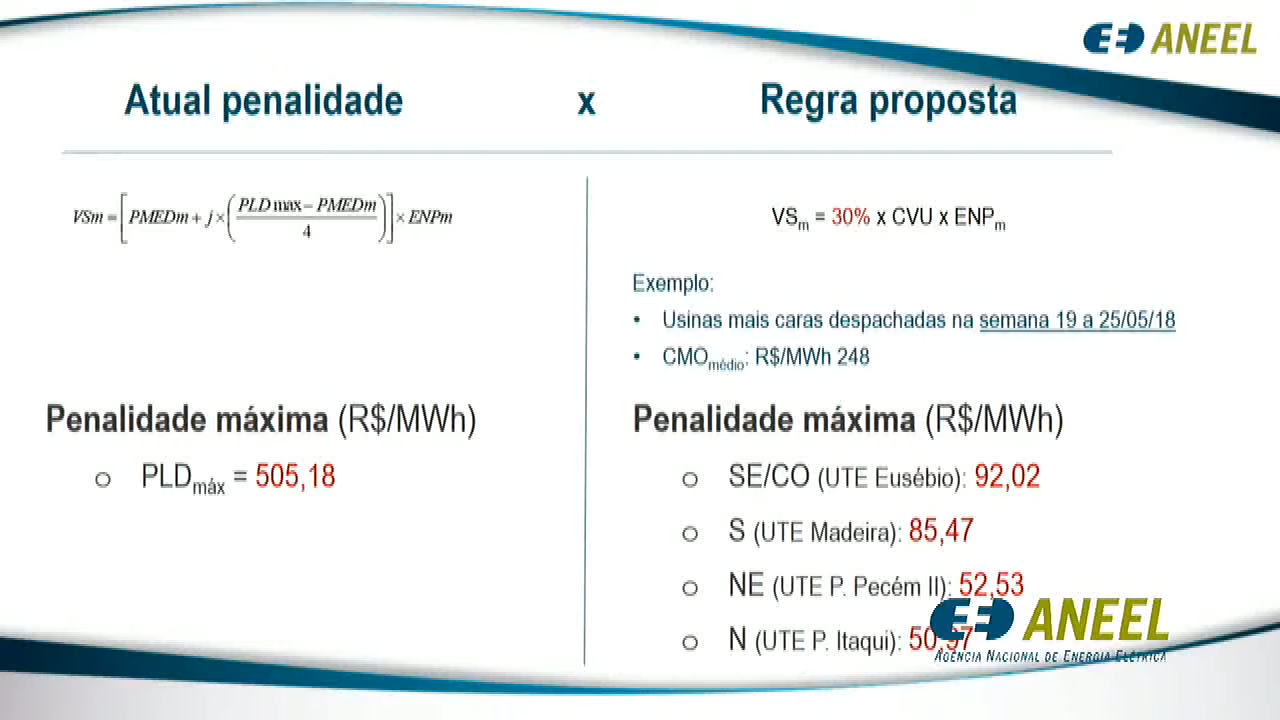 ANEEL
Atual penalidade x Regra proposta
VSm = [PMEDm + j × (PLD max − PMEDm / 4)] × ENPm
VSm = 30% x CVU x ENPm
Exemplo:
• Usinas mais caras despachadas na semana 19 a 25/05/18
• CMOmédio: R$/MWh 248
Penalidade máxima (R$/MWh)
o PLDmáx = 505,18
Penalidade máxima (R$/MWh)
o SE/CO (UTE Eusébio): 92,02
o S (UTE Madeira): 85,47
o NE (UTE P. Pecém II): 52,53
o N (UTE P. Itaqui): 50,97
ANEEL
AGÊNCIA NACIONAL DE ENERGIA ELÉTRICA